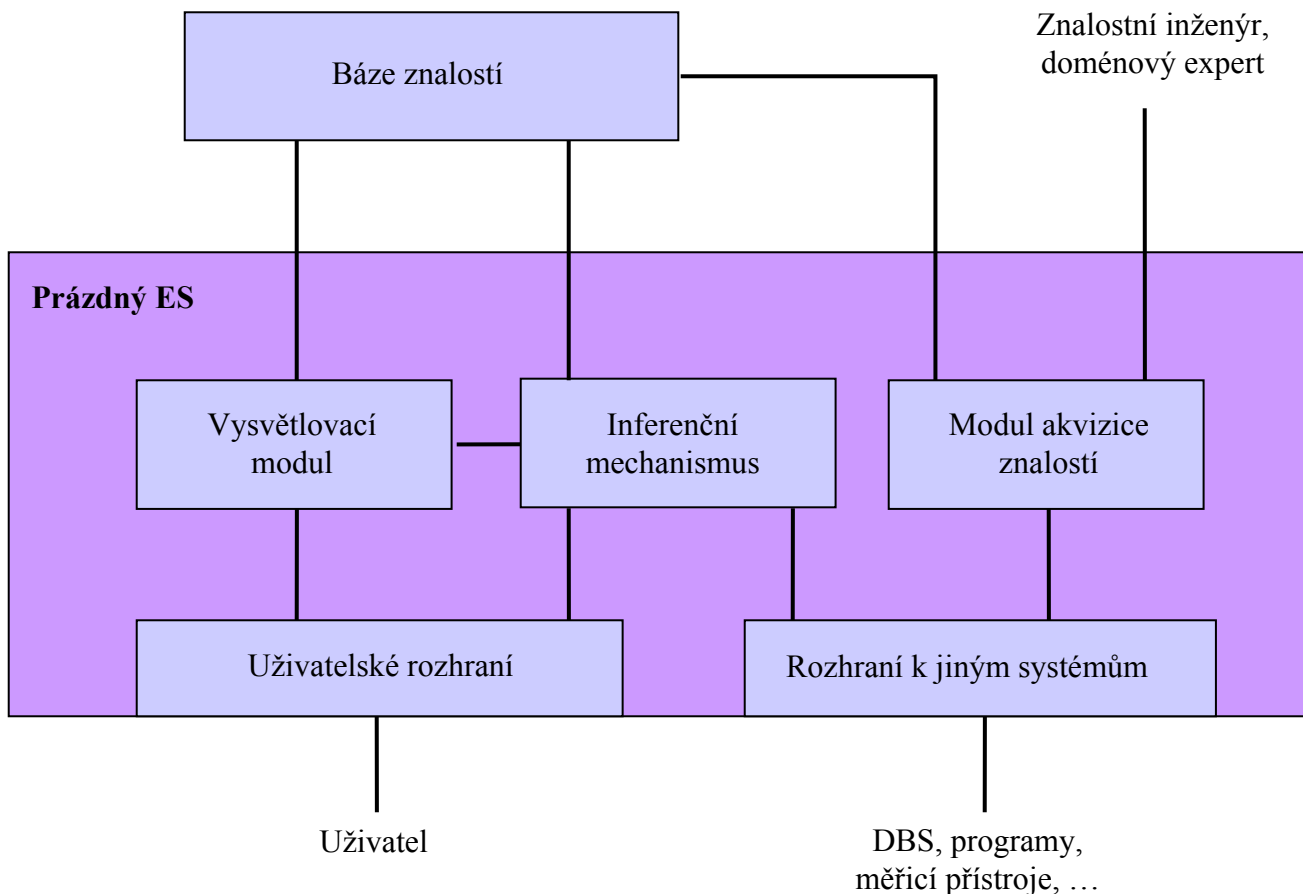 Znalostní inženýr,
doménový expert
Báze znalostí
Prázdný ES
Vysvětlovací
modul
Inferenční
mechanismus
Modul akvizice
znalostí
Uživatelské rozhraní
Rozhraní k jiným systémům
Uživatel
DBS, programy,
měřicí přístroje, …